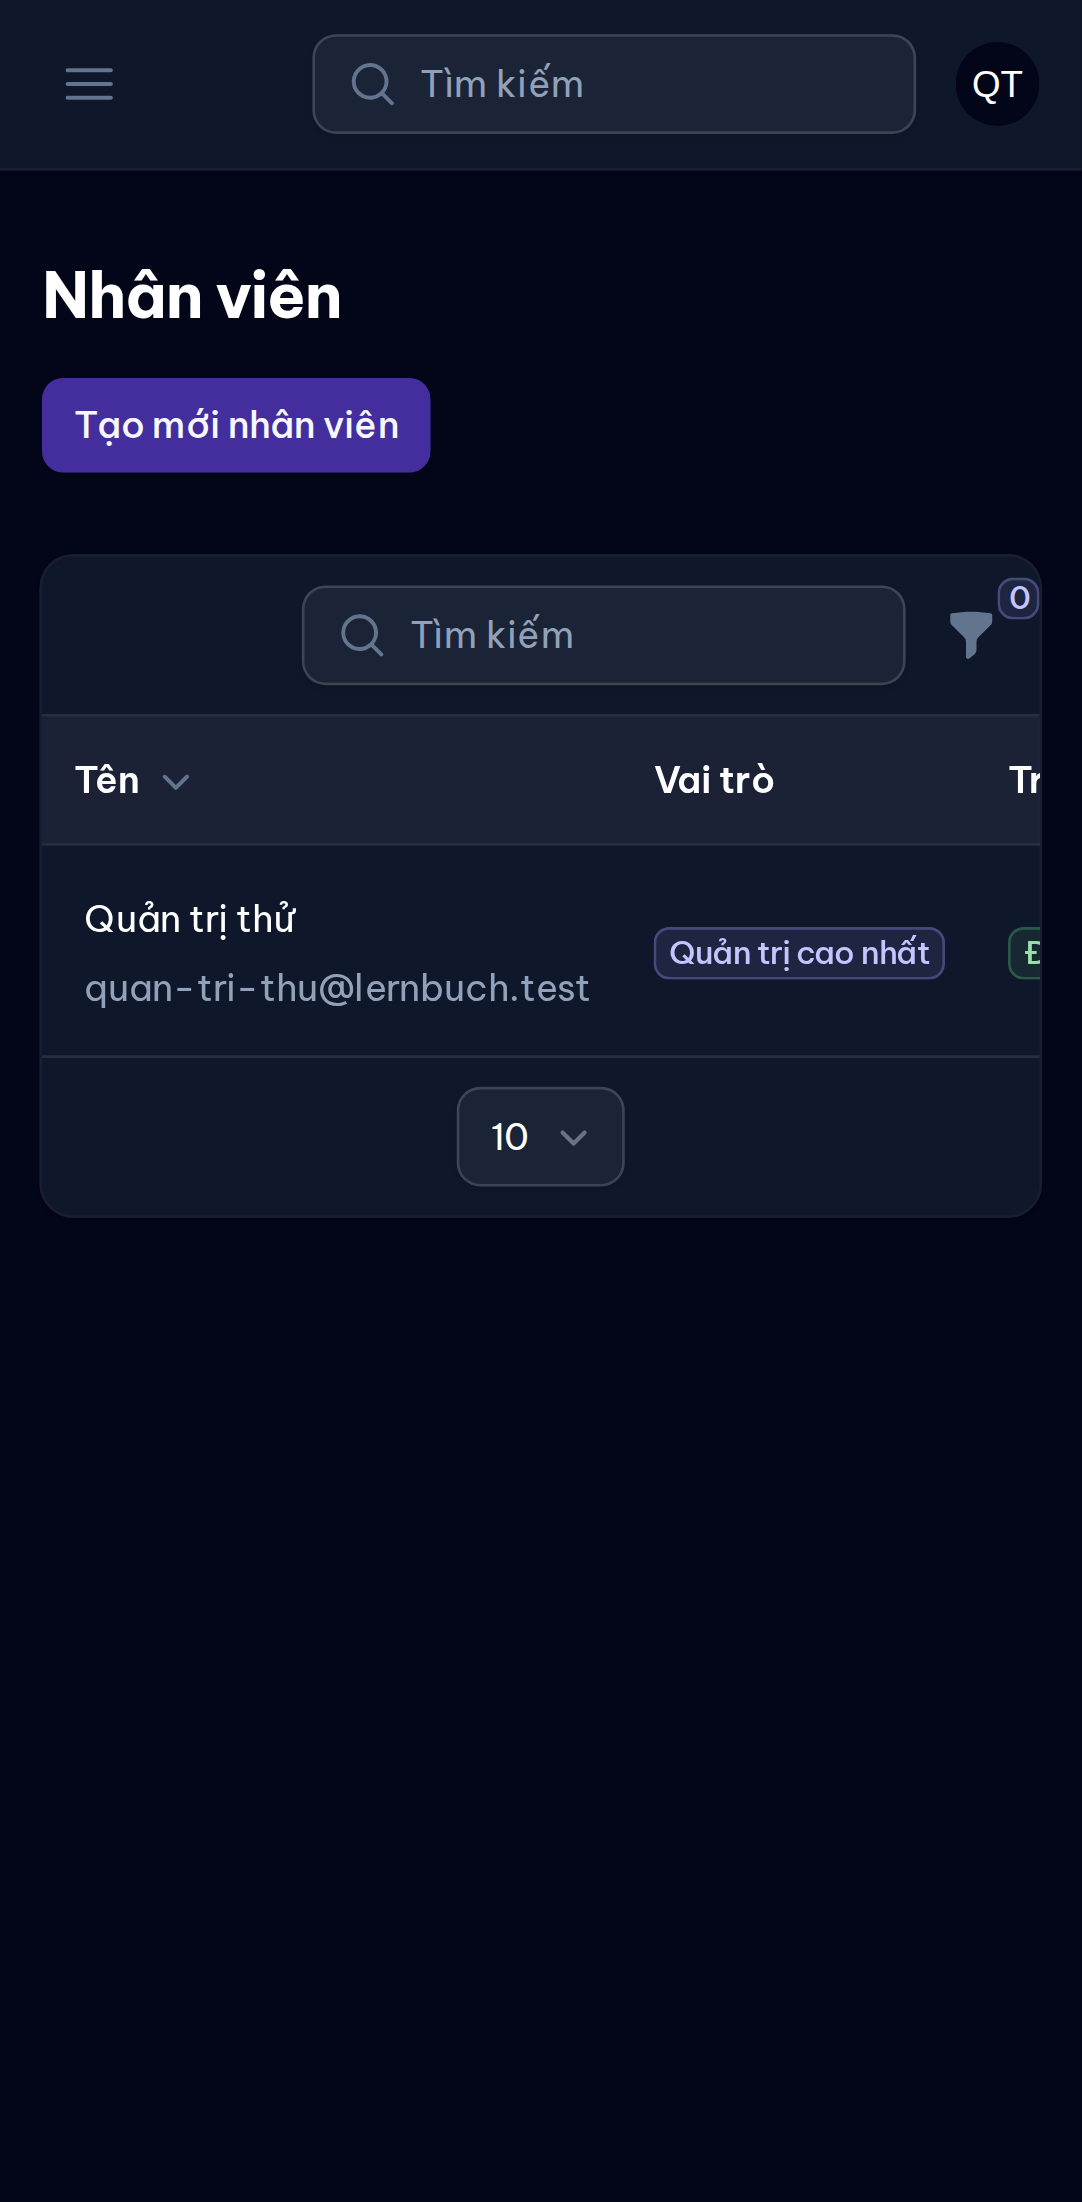 Tìm kiếm
QT
Nhân viên
Tạo mới nhân viên
Tìm kiếm
0
Tên
Vai trò
Quản trị thử
quan-tri-thu@lernbuch.test
Quản trị cao nhất
10